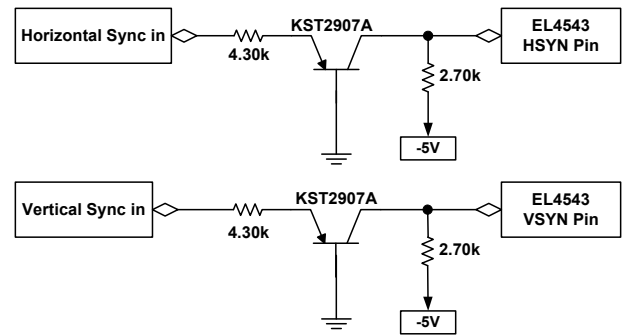 KST2907A
Horizontal Sync in
4.30k
EL4543
HSYN Pin
2.70k
-5V
KST2907A
Vertical Sync in
4.30k
EL4543
VSYN Pin
2.70k
-5V